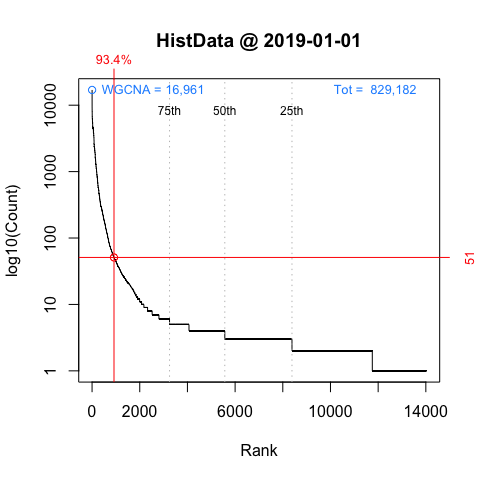 HistData @ 2019-01-01
93.4%
WGCNA = 16,961
Tot = 829,182
75th
50th
25th
log10(Count)
10000
1000
100
10
1
51
0
2000
6000
10000
14000
Rank